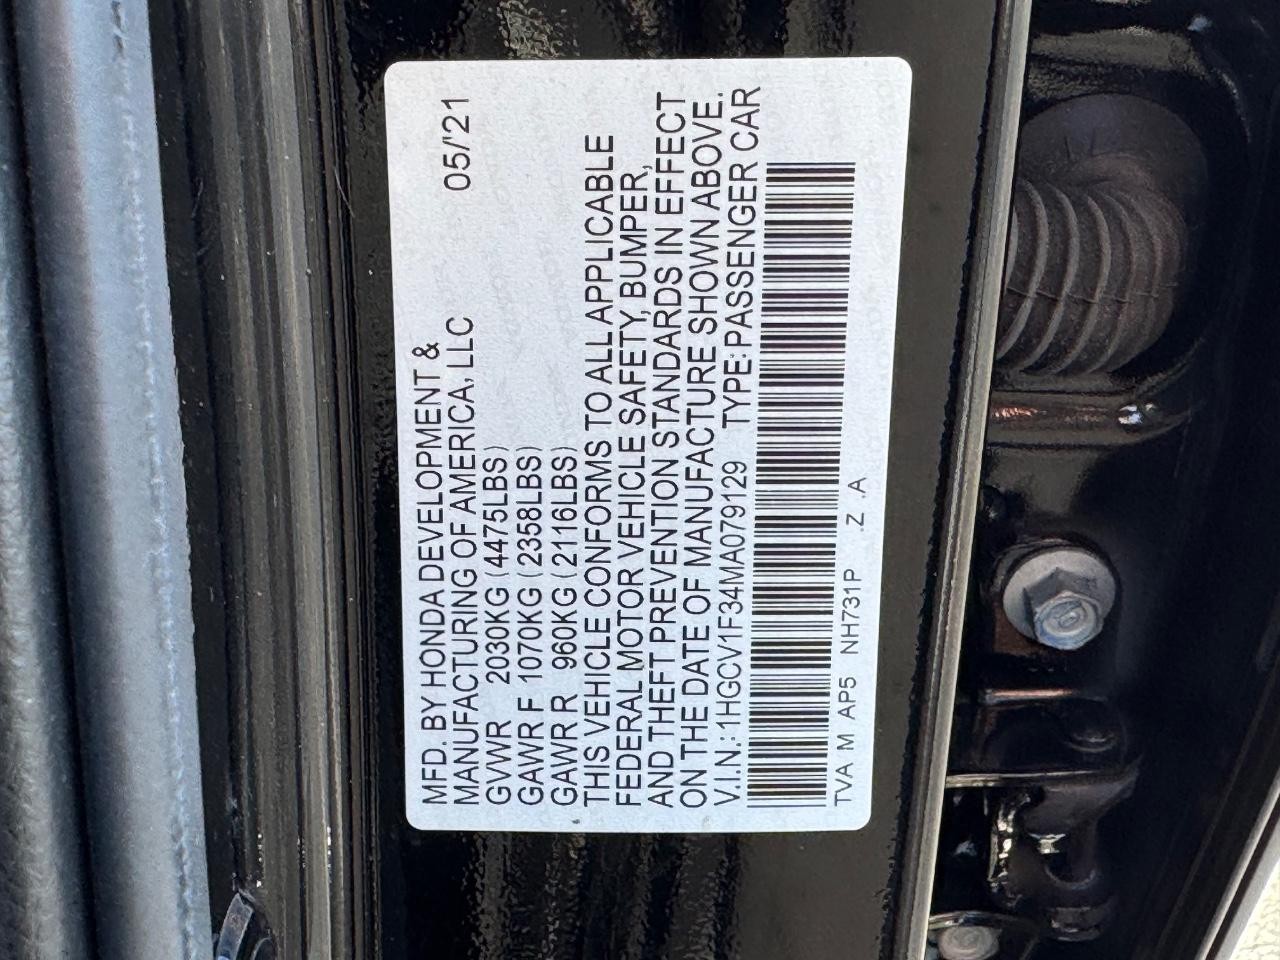 MFD. BY HONDA DEVELOPMENT &
MANUFACTURING OF AMERICA, LLC 05/'21
GVWR 2030KG (4475LBS)
GAWR F 1070KG (2358LBS)
GAWR R 960KG (2116LBS)
THIS VEHICLE CONFORMS TO ALL APPLICABLE
FEDERAL MOTOR VEHICLE SAFETY, BUMPER,
AND THEFT PREVENTION STANDARDS IN EFFECT
ON THE DATE OF MANUFACTURE SHOWN ABOVE.
V.I.N.: 1HGCV1F34MA079129 TYPE: PASSENGER CAR
TVA M AP5 NH731P .Z .A